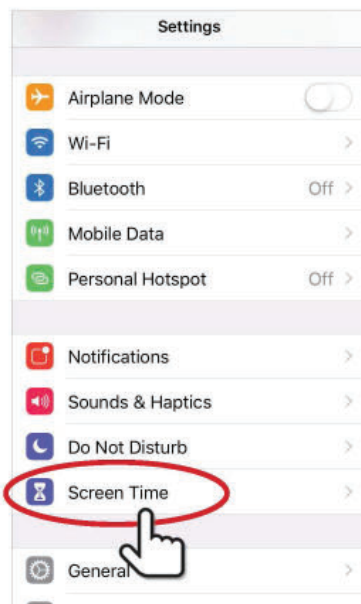 Settings
Airplane Mode
Wi-Fi
Bluetooth Off
Mobile Data
Personal Hotspot Off
Notifications
Sounds & Haptics
Do Not Disturb
Screen Time
General